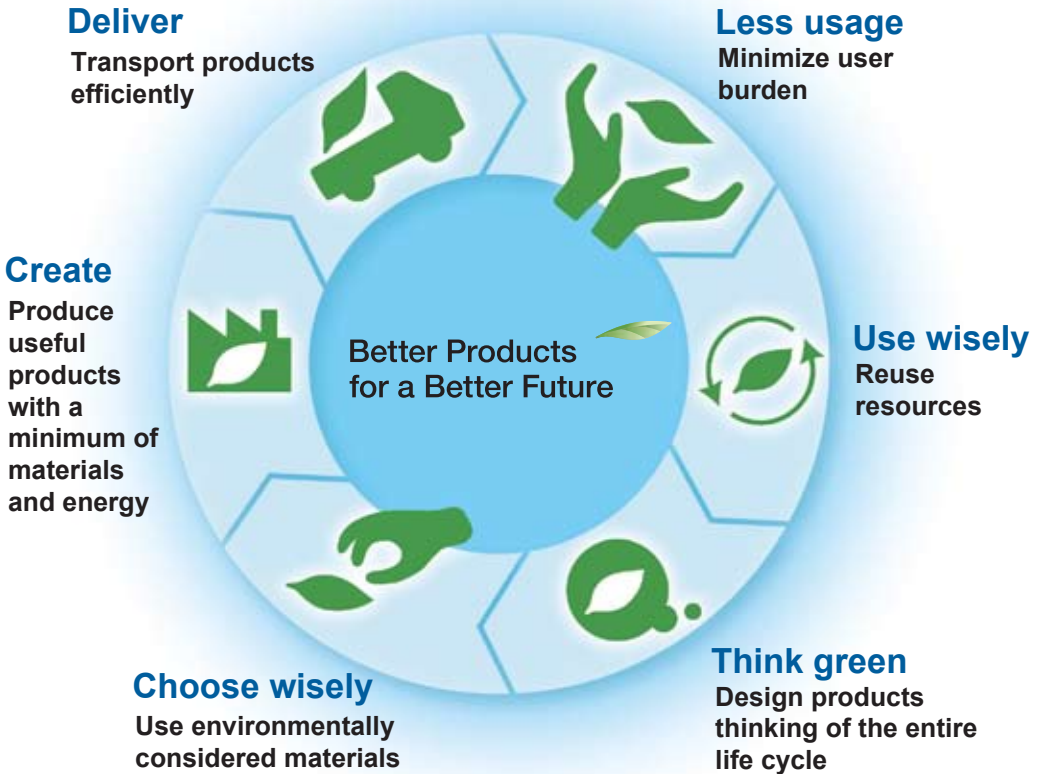 Deliver
Transport products
efficiently
Less usage
Minimize user
burden
Create
Produce
useful
products
with a
minimum of
materials
and energy
Better Products
for a Better Future
Use wisely
Reuse
resources
Choose wisely
Use environmentally
considered materials
Think green
Design products
thinking of the entire
life cycle